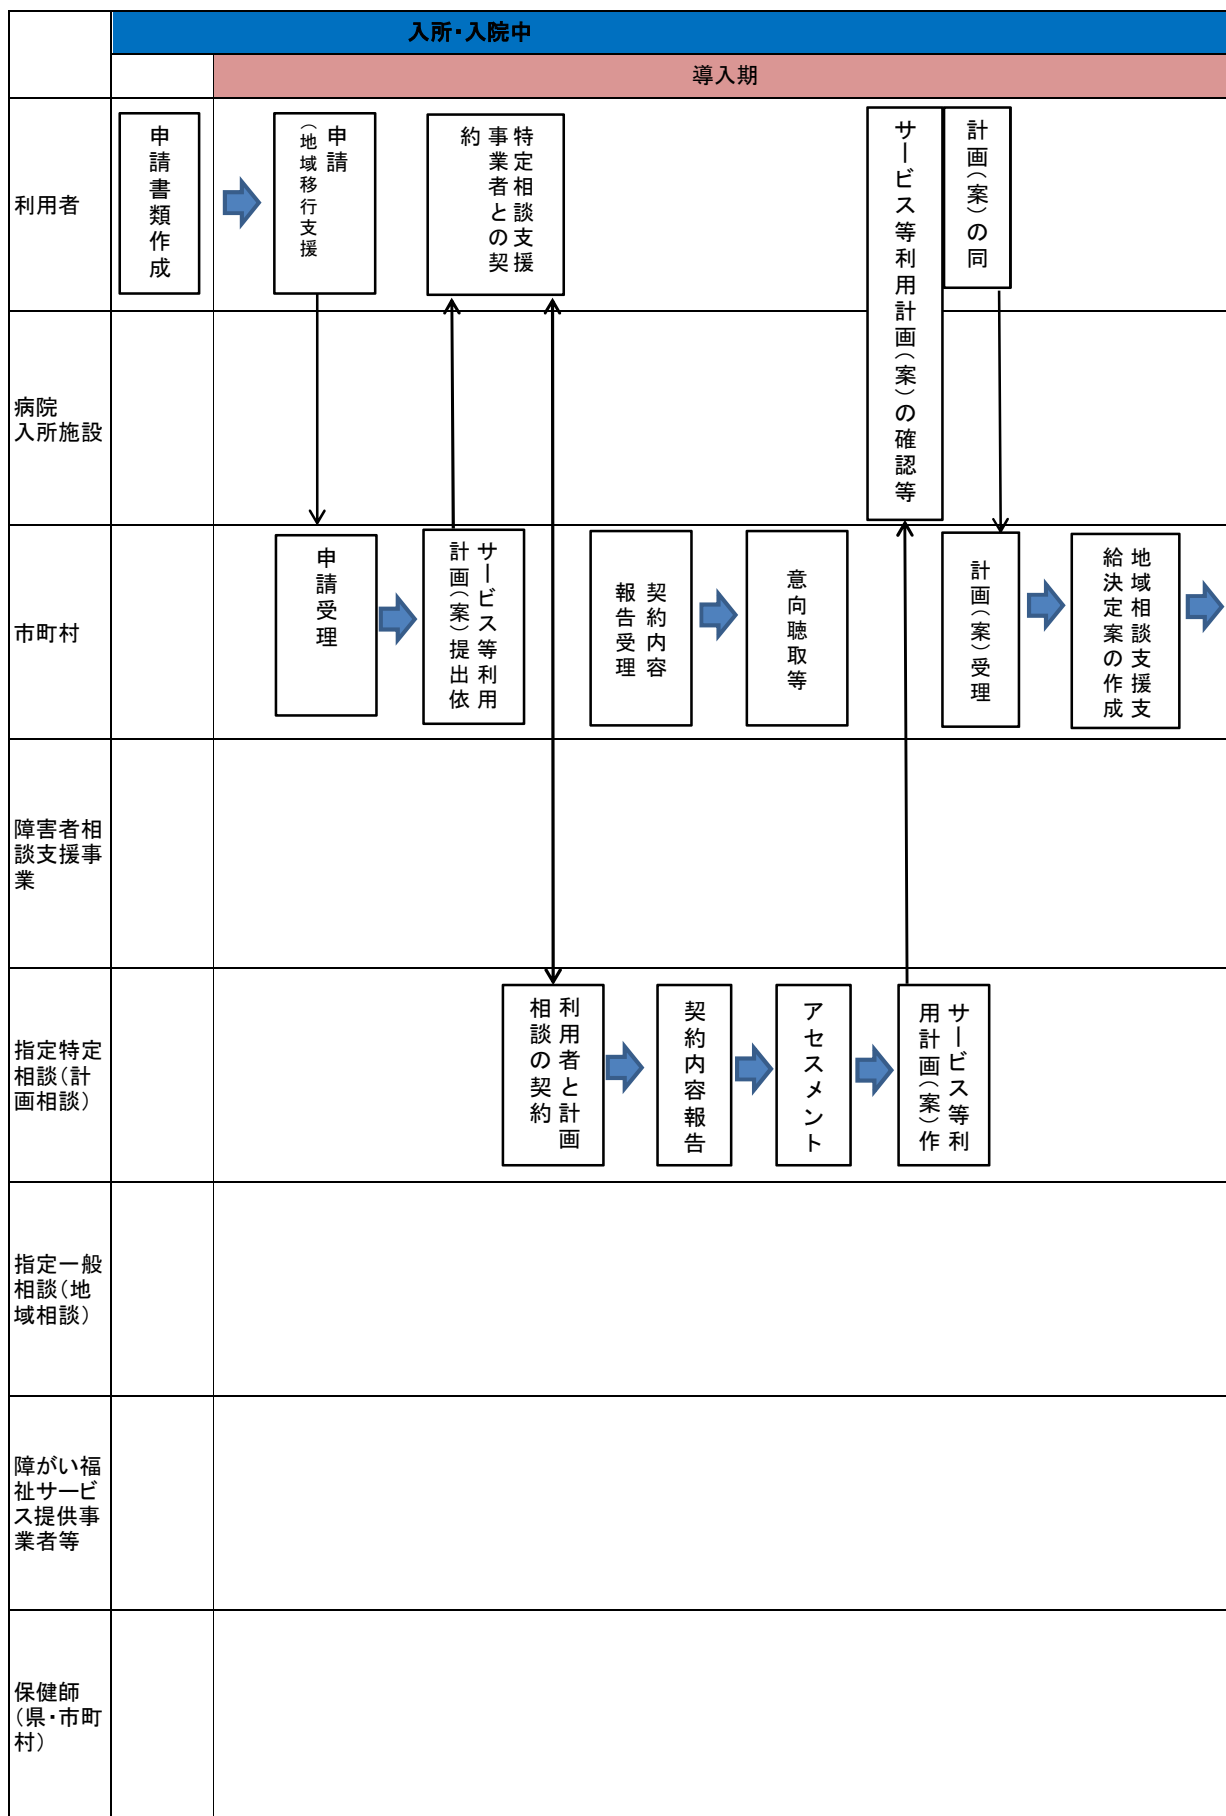 入所・入院中
導入期
利用者
申請書類作成
申請
（地域移行支援
特定相談支援
事業者との契
約
サービス等利用計画（案）の確認等
計画（案）の同
病院
入所施設
市町村
申請受理
サービス等利用
計画（案）提出依
契約内容
報告受理
意向聴取等
計画（案）受理
地域相談支援支
給決定案の作成
障害者相
談支援事
業
指定特定
相談（計
画相談）
利用者と計画
相談の契約
契約内容報告
アセスメント
サービス等利
用計画（案）作
指定一般
相談（地
域相談）
障がい福
祉サービ
ス提供事
業者等
保健師
（県・市町
村）